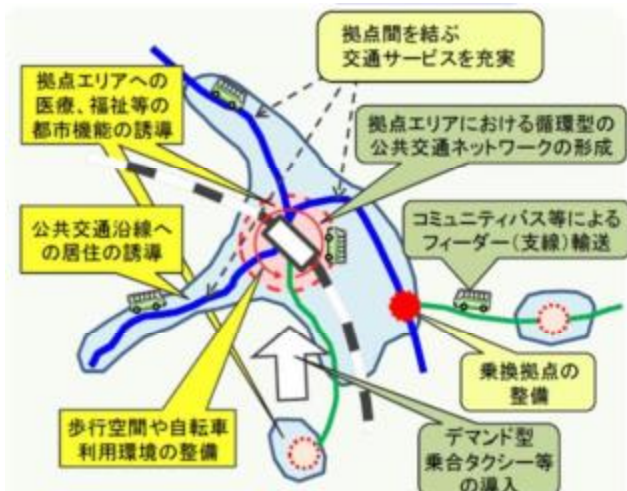 拠点間を結ぶ
交通サービスを充実
拠点エリアへの
医療、福祉等の
都市機能の誘導
拠点エリアにおける循環型の
公共交通ネットワークの形成
公共交通沿線へ
の居住の誘導
コミュニティバス等による
フィーダー(支線)輸送
乗換拠点の
整備
歩行空間や自転車
利用環境の整備
デマンド型
乗合タクシー等
の導入